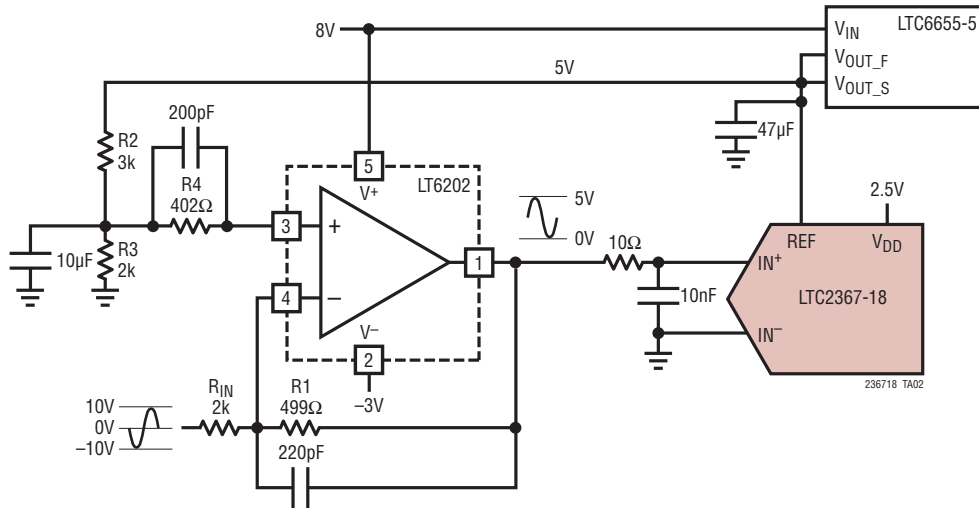 8V
LTC6655-5
VIN
VOUT_F
VOUT_S
5V
200pF
47µF
R2
3k
R4
402Ω
5
V+
LT6202
2.5V
3
+
5V
0V
10Ω
REF
VDD
10µF
R3
2k
1
IN+
4
–
10nF
LTC2367-18
V–
IN–
2
–3V
236718 TA02
10V
0V
–10V
RIN
2k
R1
499Ω
220pF